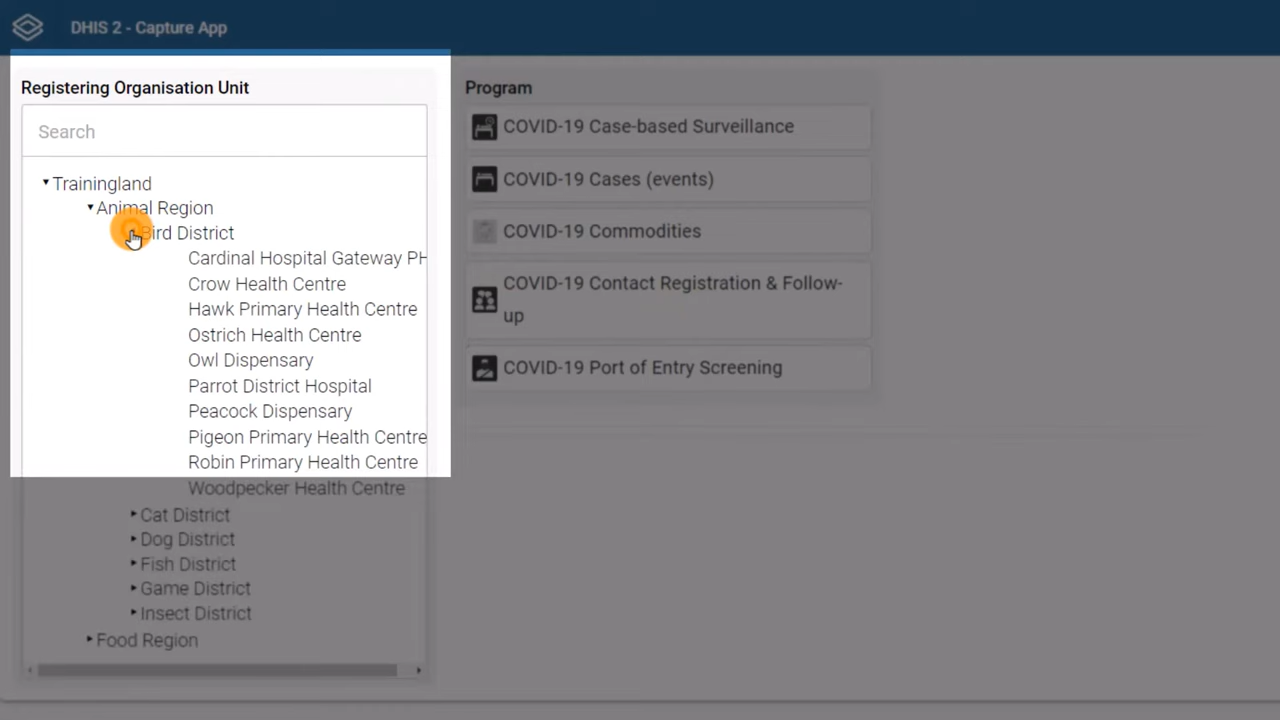 DHIS 2 - Capture App
Registering Organisation Unit
Search
Trainingland
Animal Region
Bird District
Cardinal Hospital Gateway PH
Crow Health Centre
Hawk Primary Health Centre
Ostrich Health Centre
Owl Dispensary
Parrot District Hospital
Peacock Dispensary
Pigeon Primary Health Centre
Robin Primary Health Centre
Woodpecker Health Centre
Cat District
Dog District
Fish District
Game District
Insect District
Food Region
Program
COVID-19 Case-based Surveillance
COVID-19 Cases (events)
COVID-19 Commodities
COVID-19 Contact Registration & Follow-
up
COVID-19 Port of Entry Screening